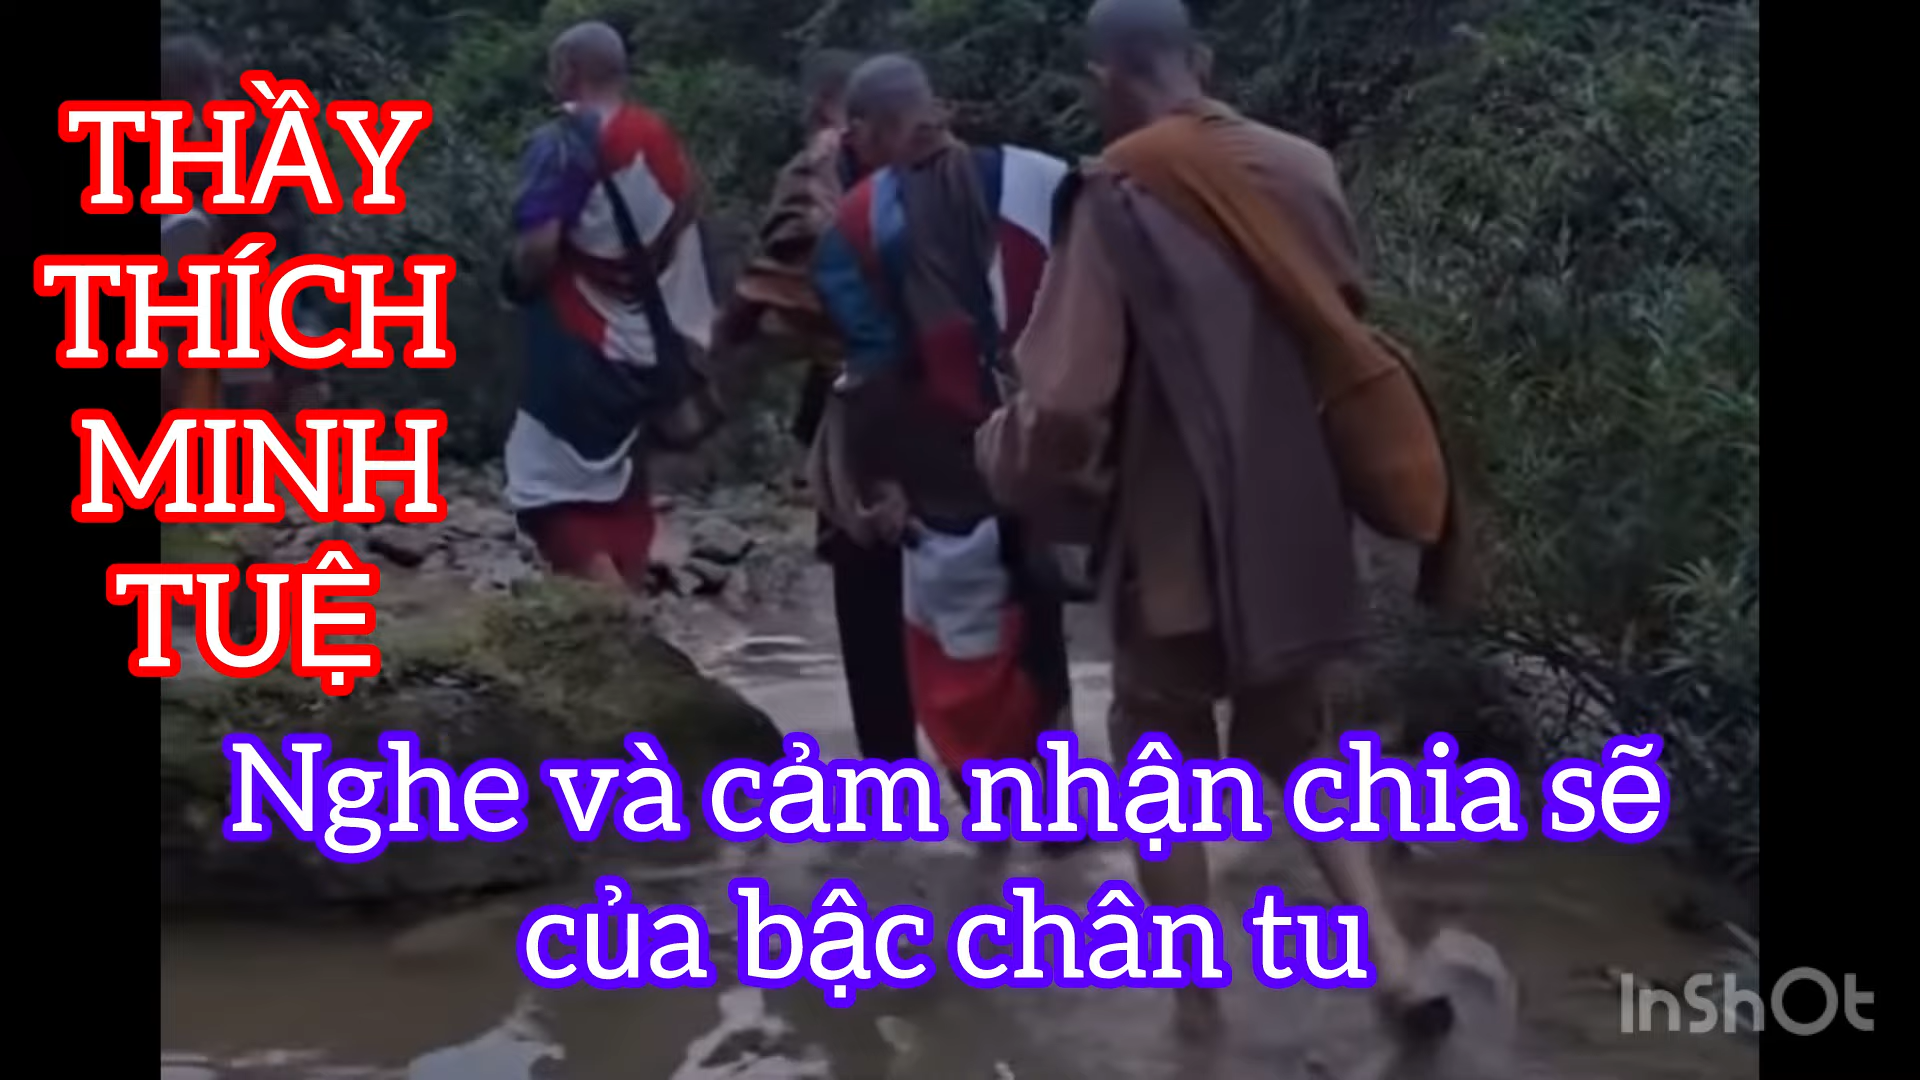 THẦY
THÍCH
MINH
TUỆ
Nghe và cảm nhận chia sẽ
của bậc chân tu
InShOt